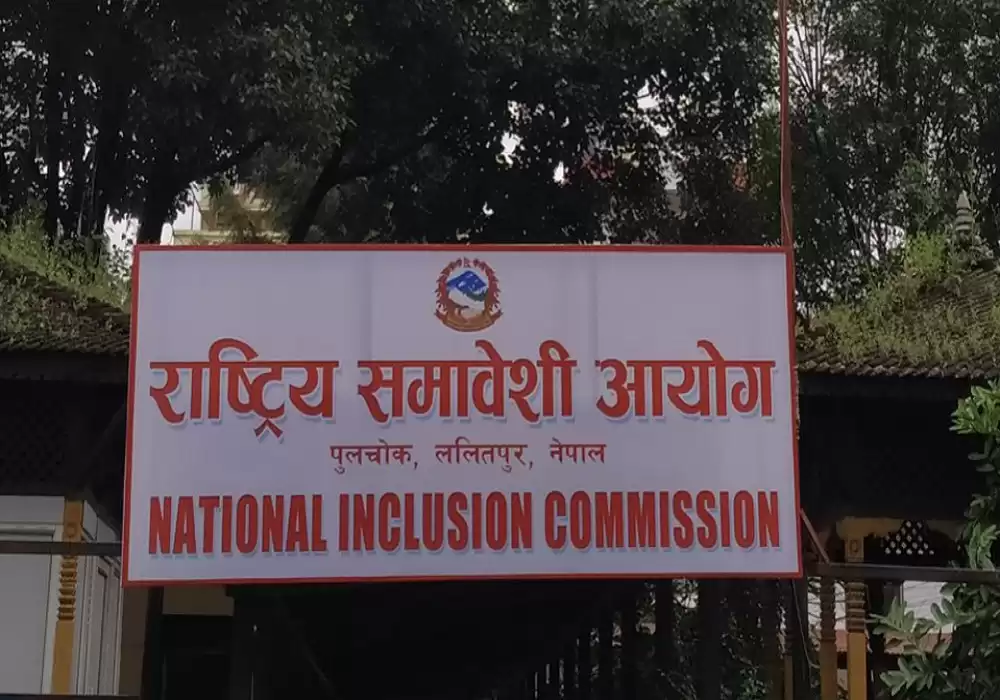 राष्ट्रिय समावेशी आयोग
पुलचोक, ललितपुर, नेपाल
NATIONAL INCLUSION COMMISSION